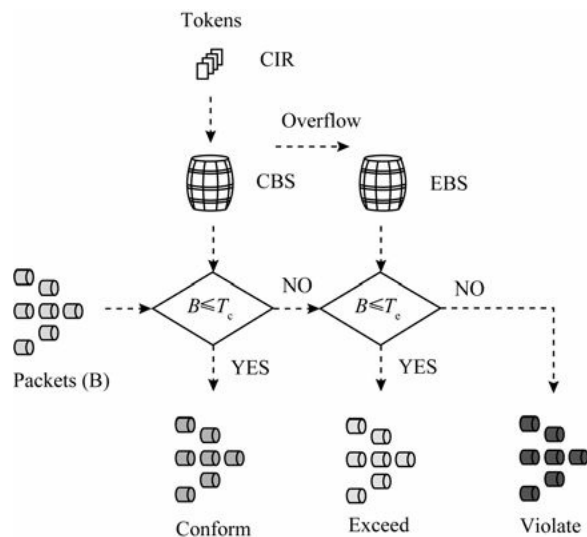 Tokens
CIR
Overflow
CBS
EBS
B≤Tc
NO
B≤Te
NO
Packets (B)
YES
YES
Conform
Exceed
Violate